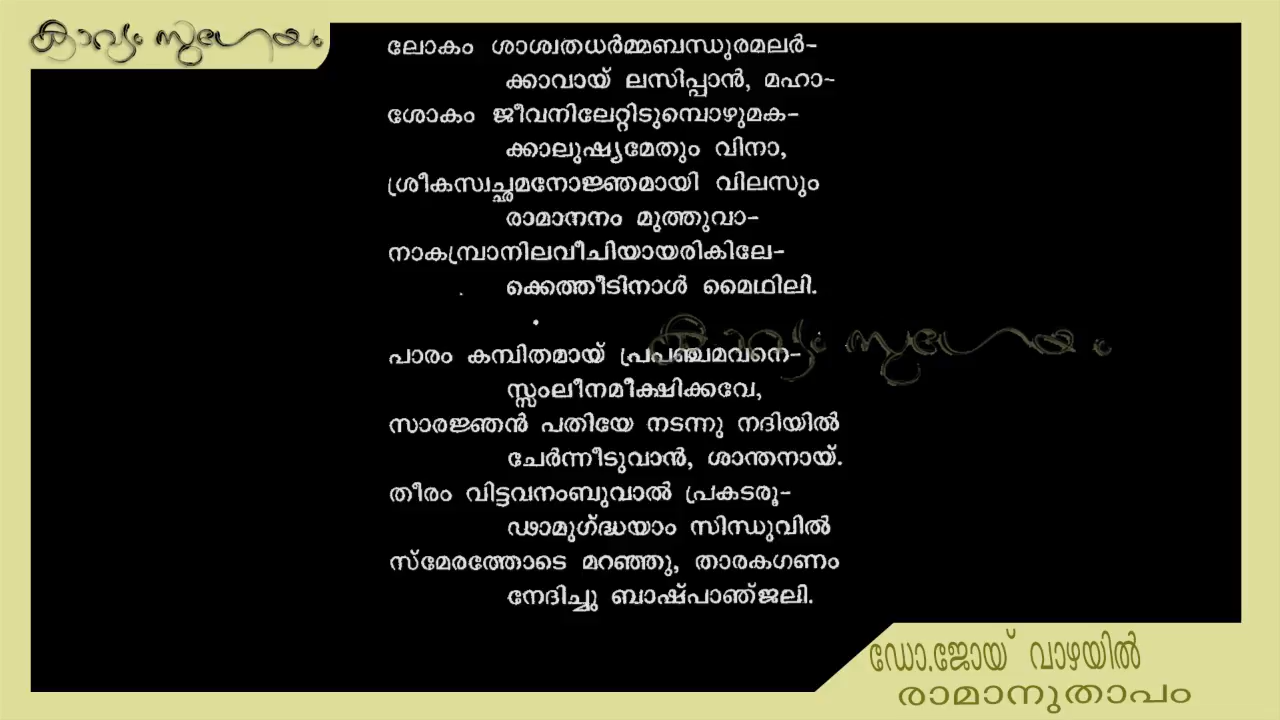 കാവ്യം സുഗേയം
ലോകം ശാശ്വതധർമ്മബന്ധുരമലർ–
ക്കാവായ് ലസിപ്പാൻ, മഹാ–
ശോകം ജീവനിലേറ്റിടുമ്പൊഴുമക–
ക്കാലുഷ്യമേതും വിനാ,
ശ്രീകസ്വച്ഛമനോജ്ഞമായി വിലസും
രാമാനനം മുത്തുവാ–
നാകമ്പ്രാനിലവീചിയായരികിലേ–
ക്കെത്തീടിനാൾ മൈഥിലി.
പാരം കമ്പിതമായ് പ്രപഞ്ചമവനെ–
സ്സംലീനമീക്ഷിക്കവേ,
സാരജ്ഞൻ പതിയേ നടന്നു നദിയിൽ
ചേർന്നീടുവാൻ, ശാന്തനായ്.
തീരം വിട്ടവനംബുവാൽ പ്രകടരൂ–
ഢാമുഗ്ദ്ധയാം സിന്ധുവിൽ
സ്മേരത്തോടെ മറഞ്ഞു, താരകഗണം
നേദിച്ചു ബാഷ്പാഞ്ജലി.
കാവ്യം സുഗേയം
ഡോ.ജോയ് വാഴയിൽ
രാമാനുതാപം